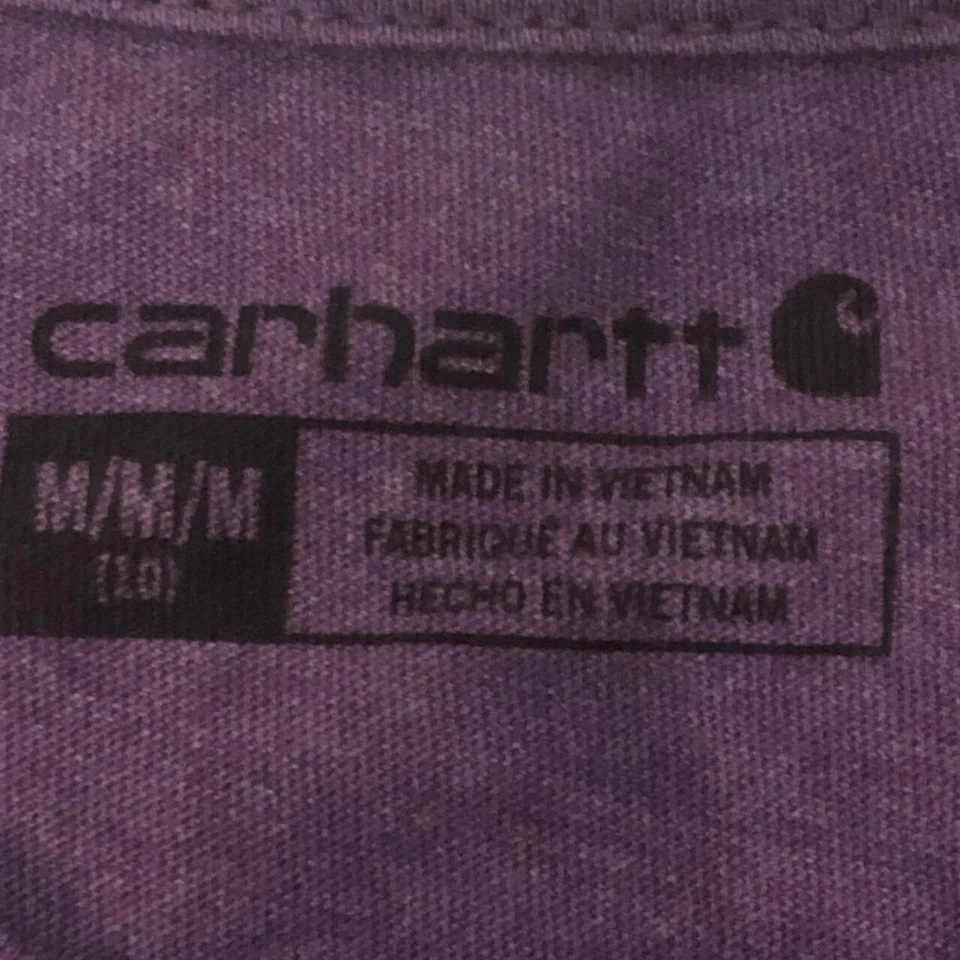 carhartt
M/M/M
(10)
MADE IN VIETNAM
FABRIQUÉ AU VIETNAM
HECHO EN VIETNAM